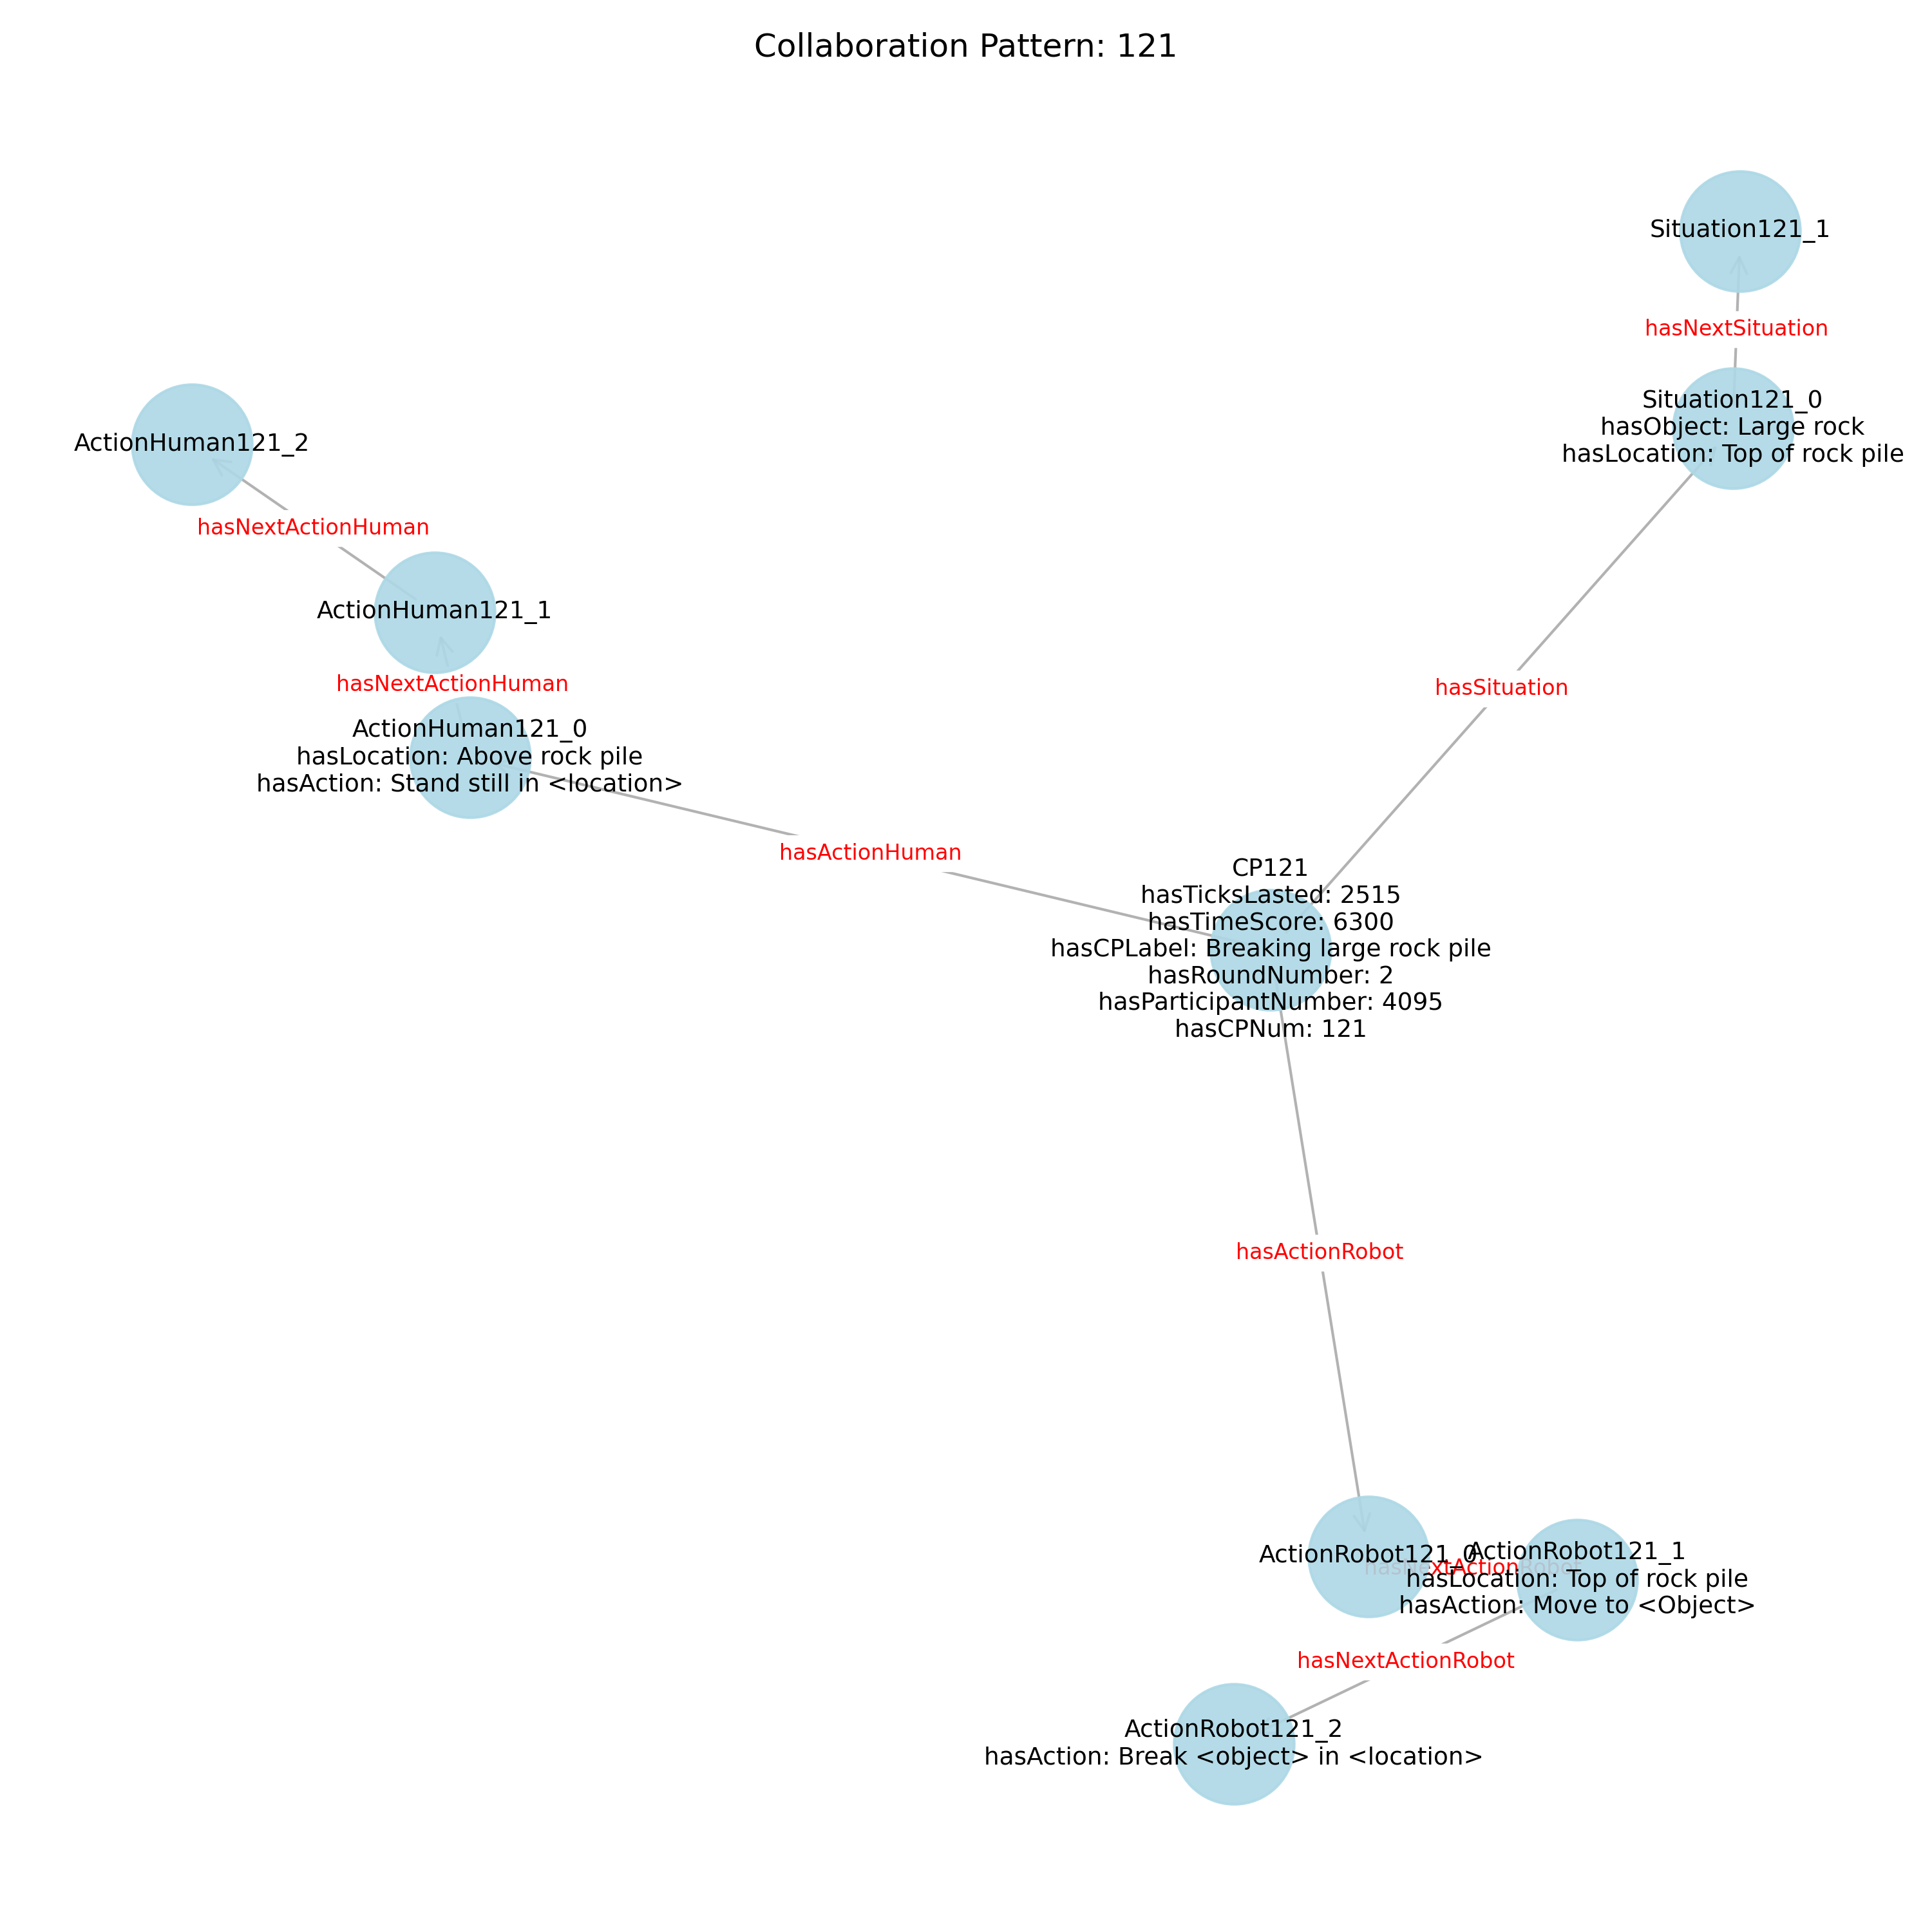 Collaboration Pattern: 121
Situation121_1
hasNextSituation
Situation121_0
hasObject: Large rock
hasLocation: Top of rock pile
ActionHuman121_2
hasNextActionHuman
ActionHuman121_1
hasNextActionHuman
ActionHuman121_0
hasLocation: Above rock pile
hasAction: Stand still in <location>
hasSituation
hasActionHuman
CP121
hasTicksLasted: 2515
hasTimeScore: 6300
hasCPLabel: Breaking large rock pile
hasRoundNumber: 2
hasParticipantNumber: 4095
hasCPNum: 121
hasActionRobot
ActionRobot121_0
hasNextActionRobot
ActionRobot121_1
hasLocation: Top of rock pile
hasAction: Move to <Object>
hasNextActionRobot
ActionRobot121_2
hasAction: Break <object> in <location>